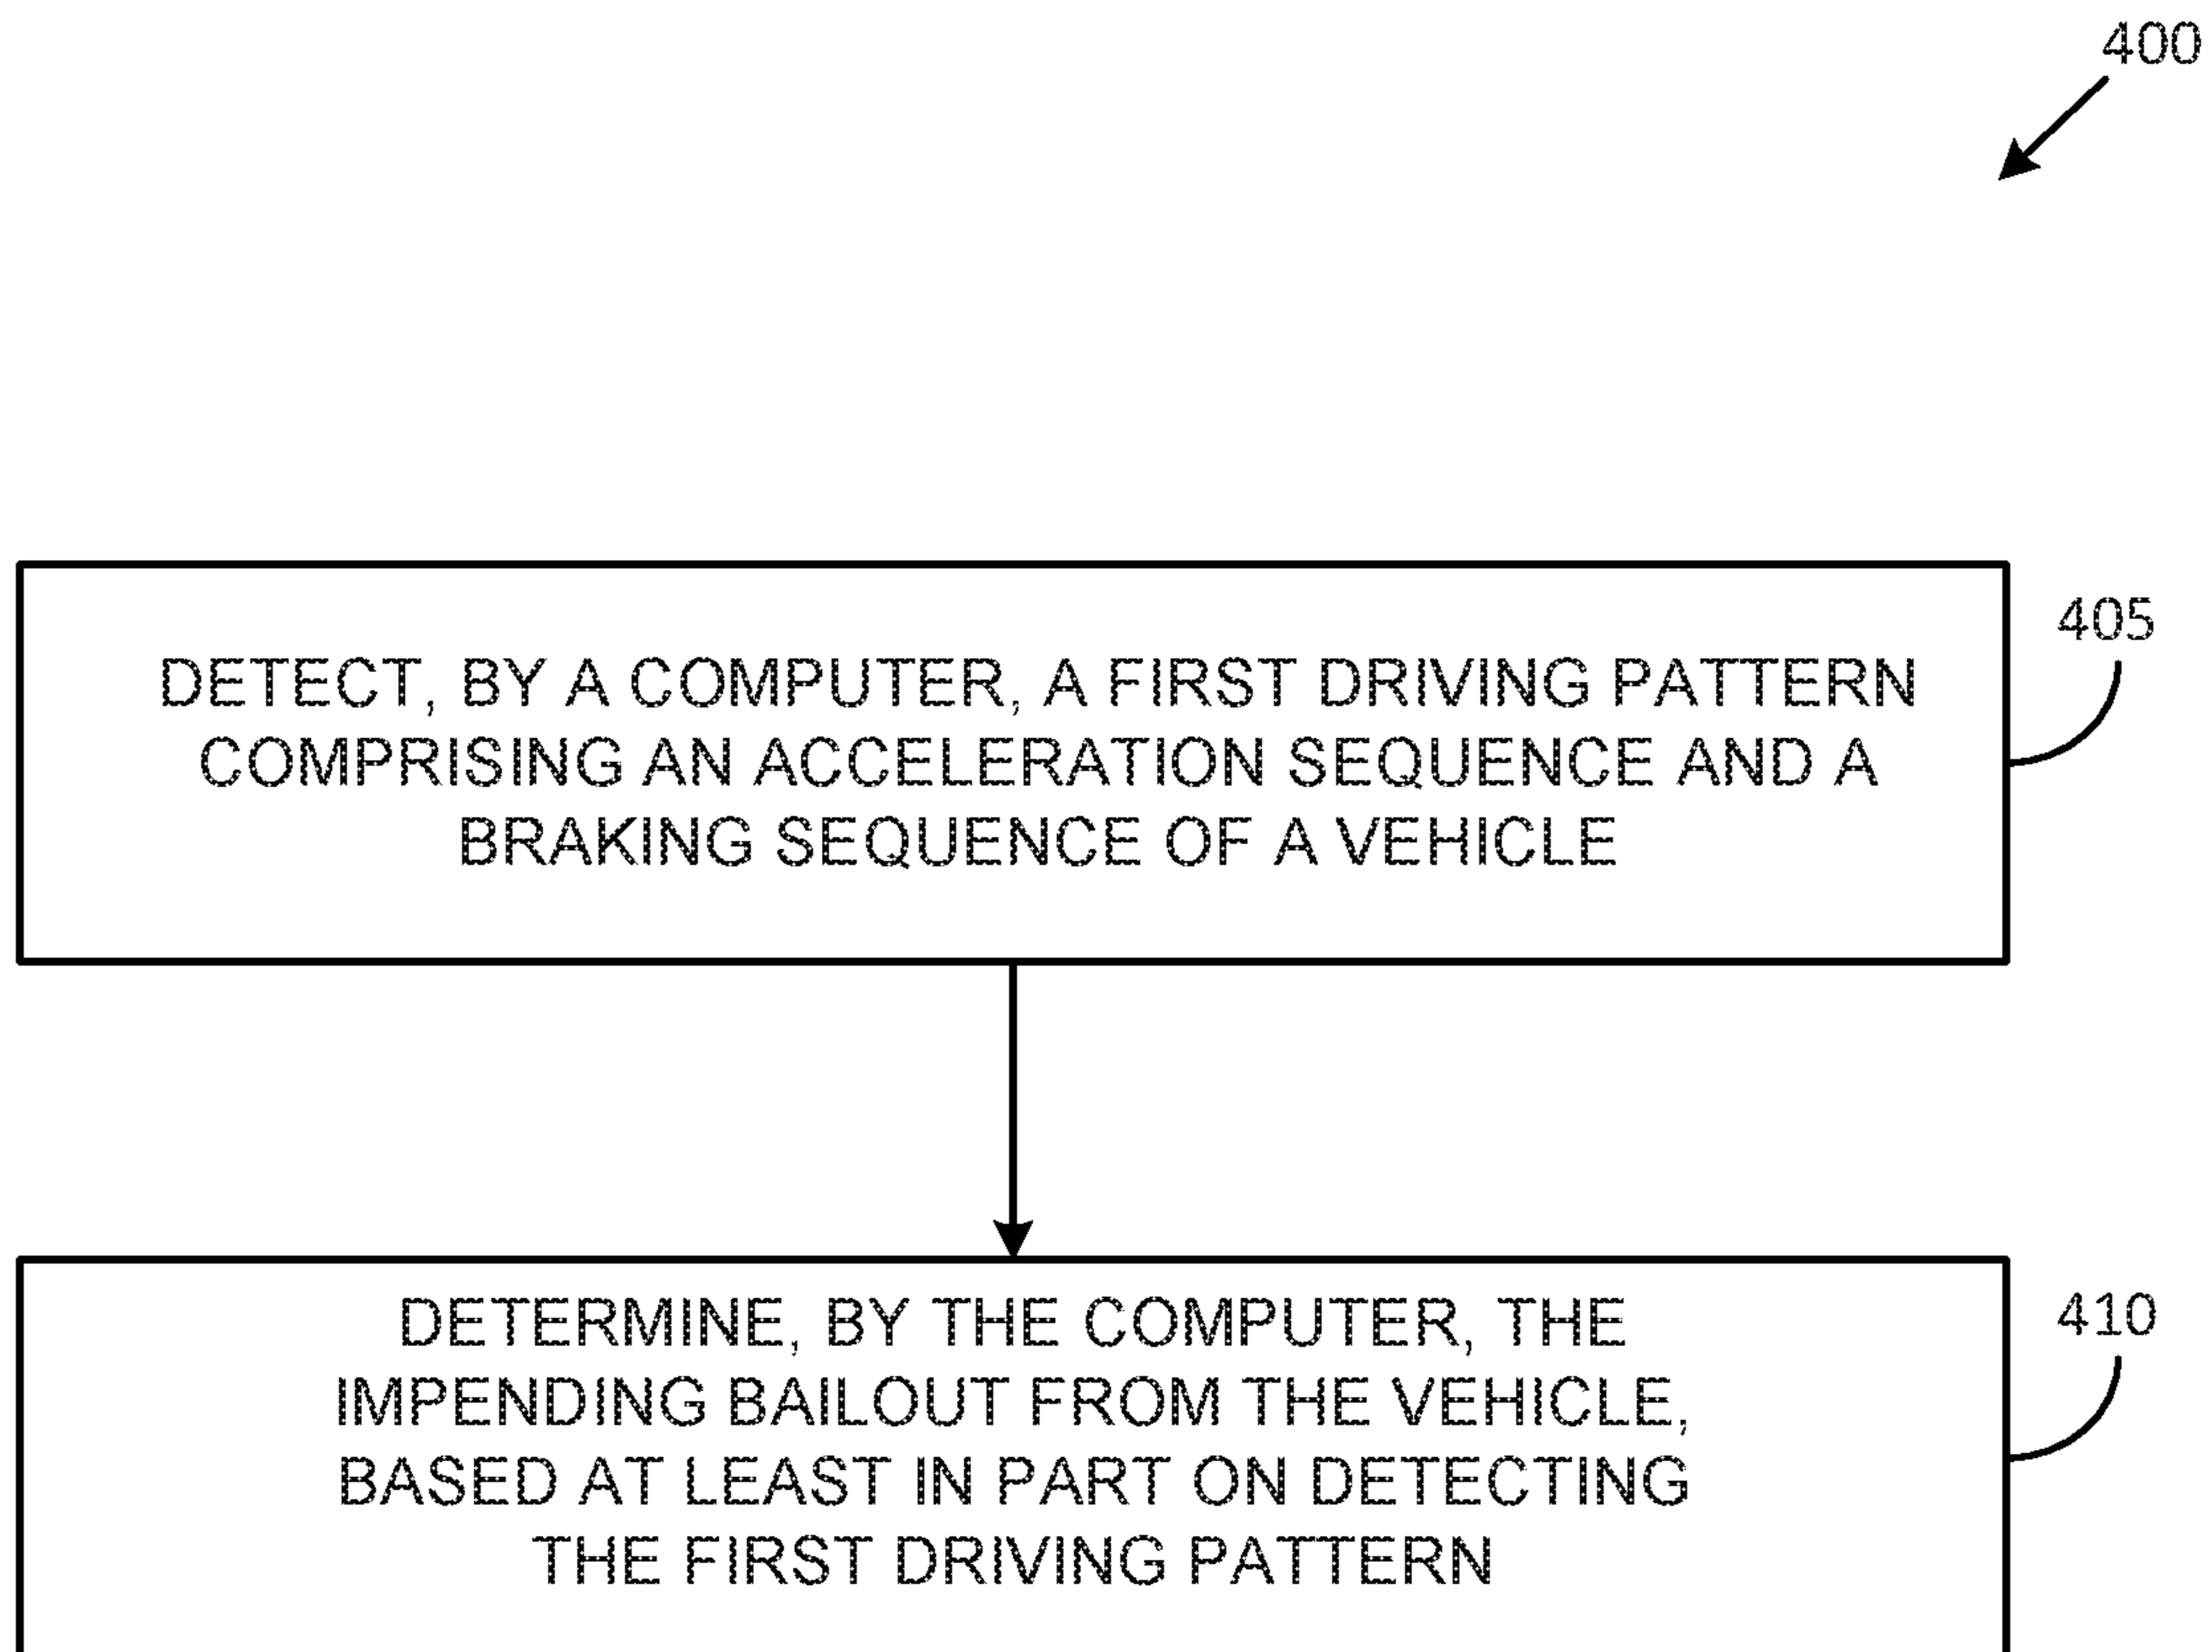 400
405
DETECT, BY A COMPUTER, A FIRST DRIVING PATTERN
COMPRISING AN ACCELERATION SEQUENCE AND A
BRAKING SEQUENCE OF A VEHICLE
410
DETERMINE, BY THE COMPUTER, THE
IMPENDING BAILOUT FROM THE VEHICLE,
BASED AT LEAST IN PART ON DETECTING
THE FIRST DRIVING PATTERN